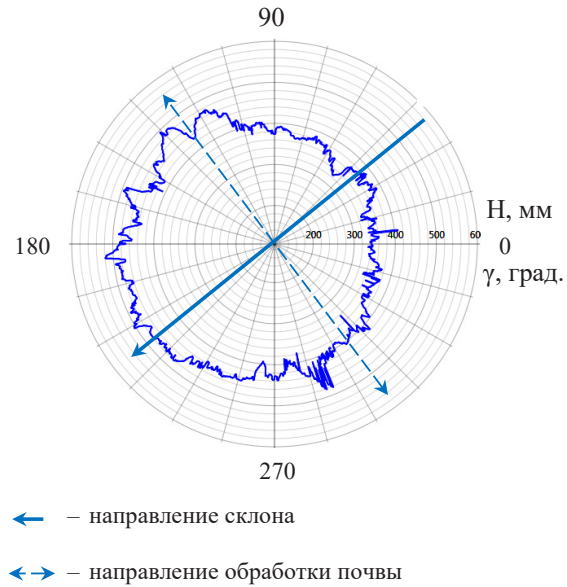 90
H, мм
200 300 400 500 60
180
0
γ, град.
270
– направление склона
– направление обработки почвы